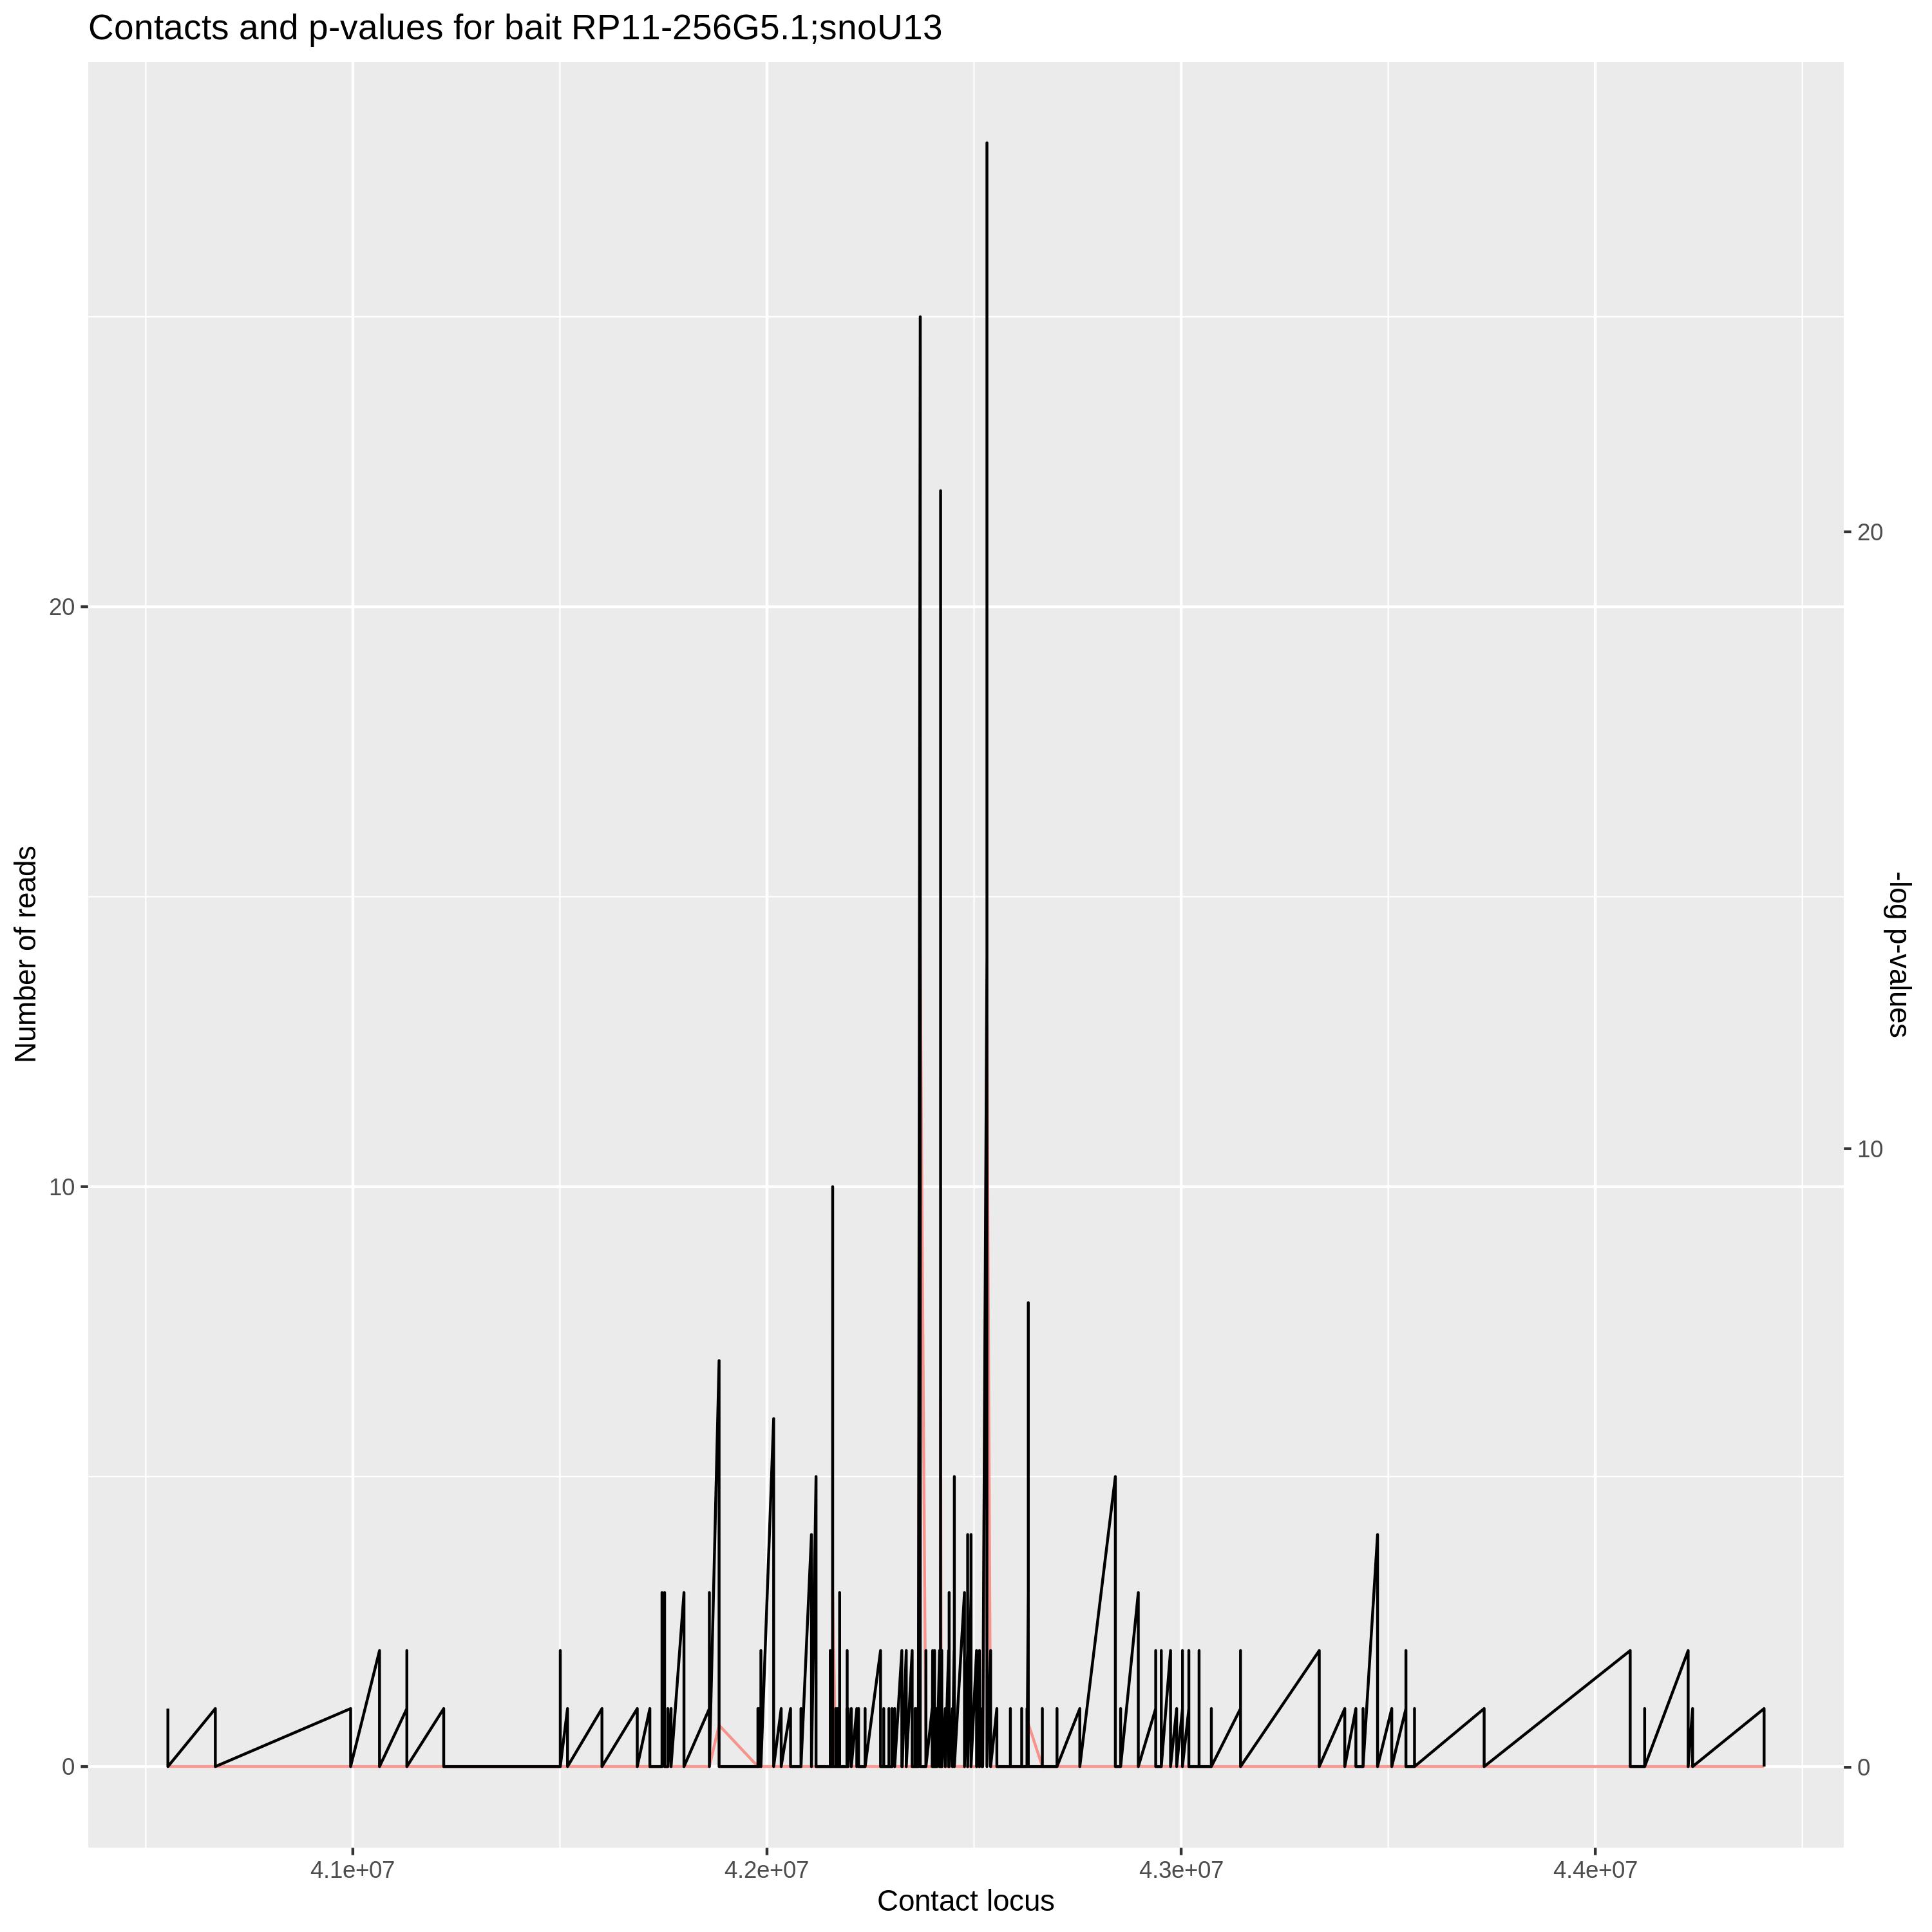 Contacts and p-values for bait RP11-256G5.1;snoU13
Number of reads
20
10
0
20
10
0
-log p-values
4.1e+07 4.2e+07 4.3e+07 4.4e+07
Contact locus